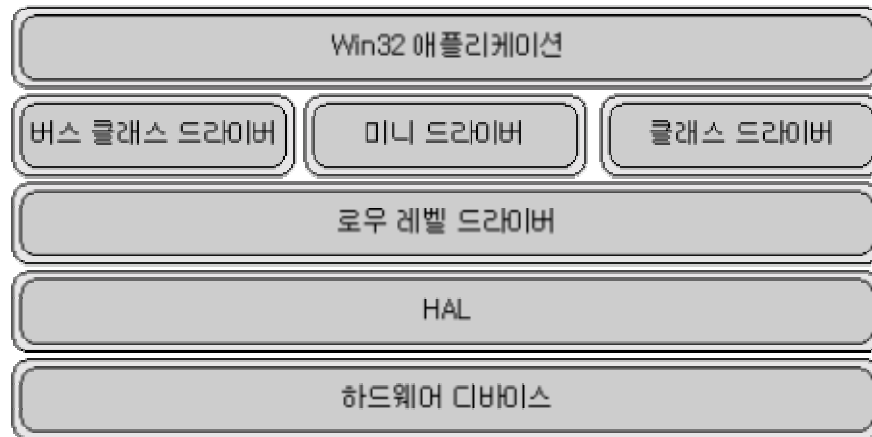 Win32 애플리케이션
버스 클래스 드라이버
미니 드라이버
클래스 드라이버
로우 레벨 드라이버
HAL
하드웨어 디바이스